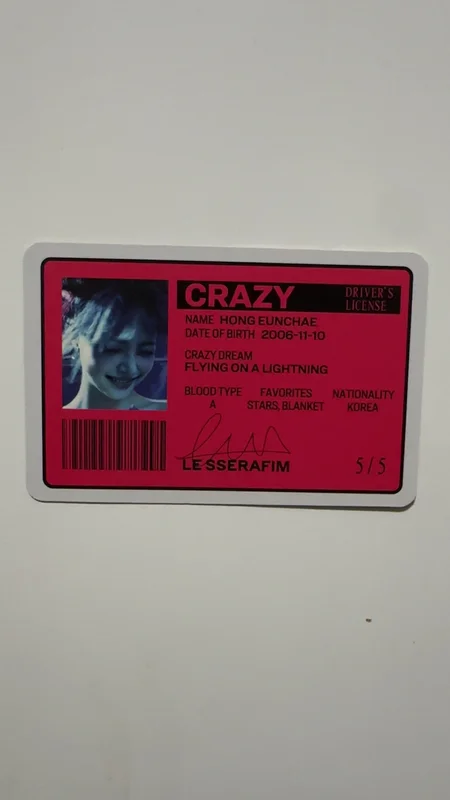 CRAZY
DRIVER'S
LICENSE
NAME HONG EUNCHAE
DATE OF BIRTH 2006-11-10
CRAZY DREAM
FLYING ON A LIGHTNING
BLOOD TYPE FAVORITES NATIONALITY
A STARS, BLANKET KOREA
LE SSERAFIM
5/5